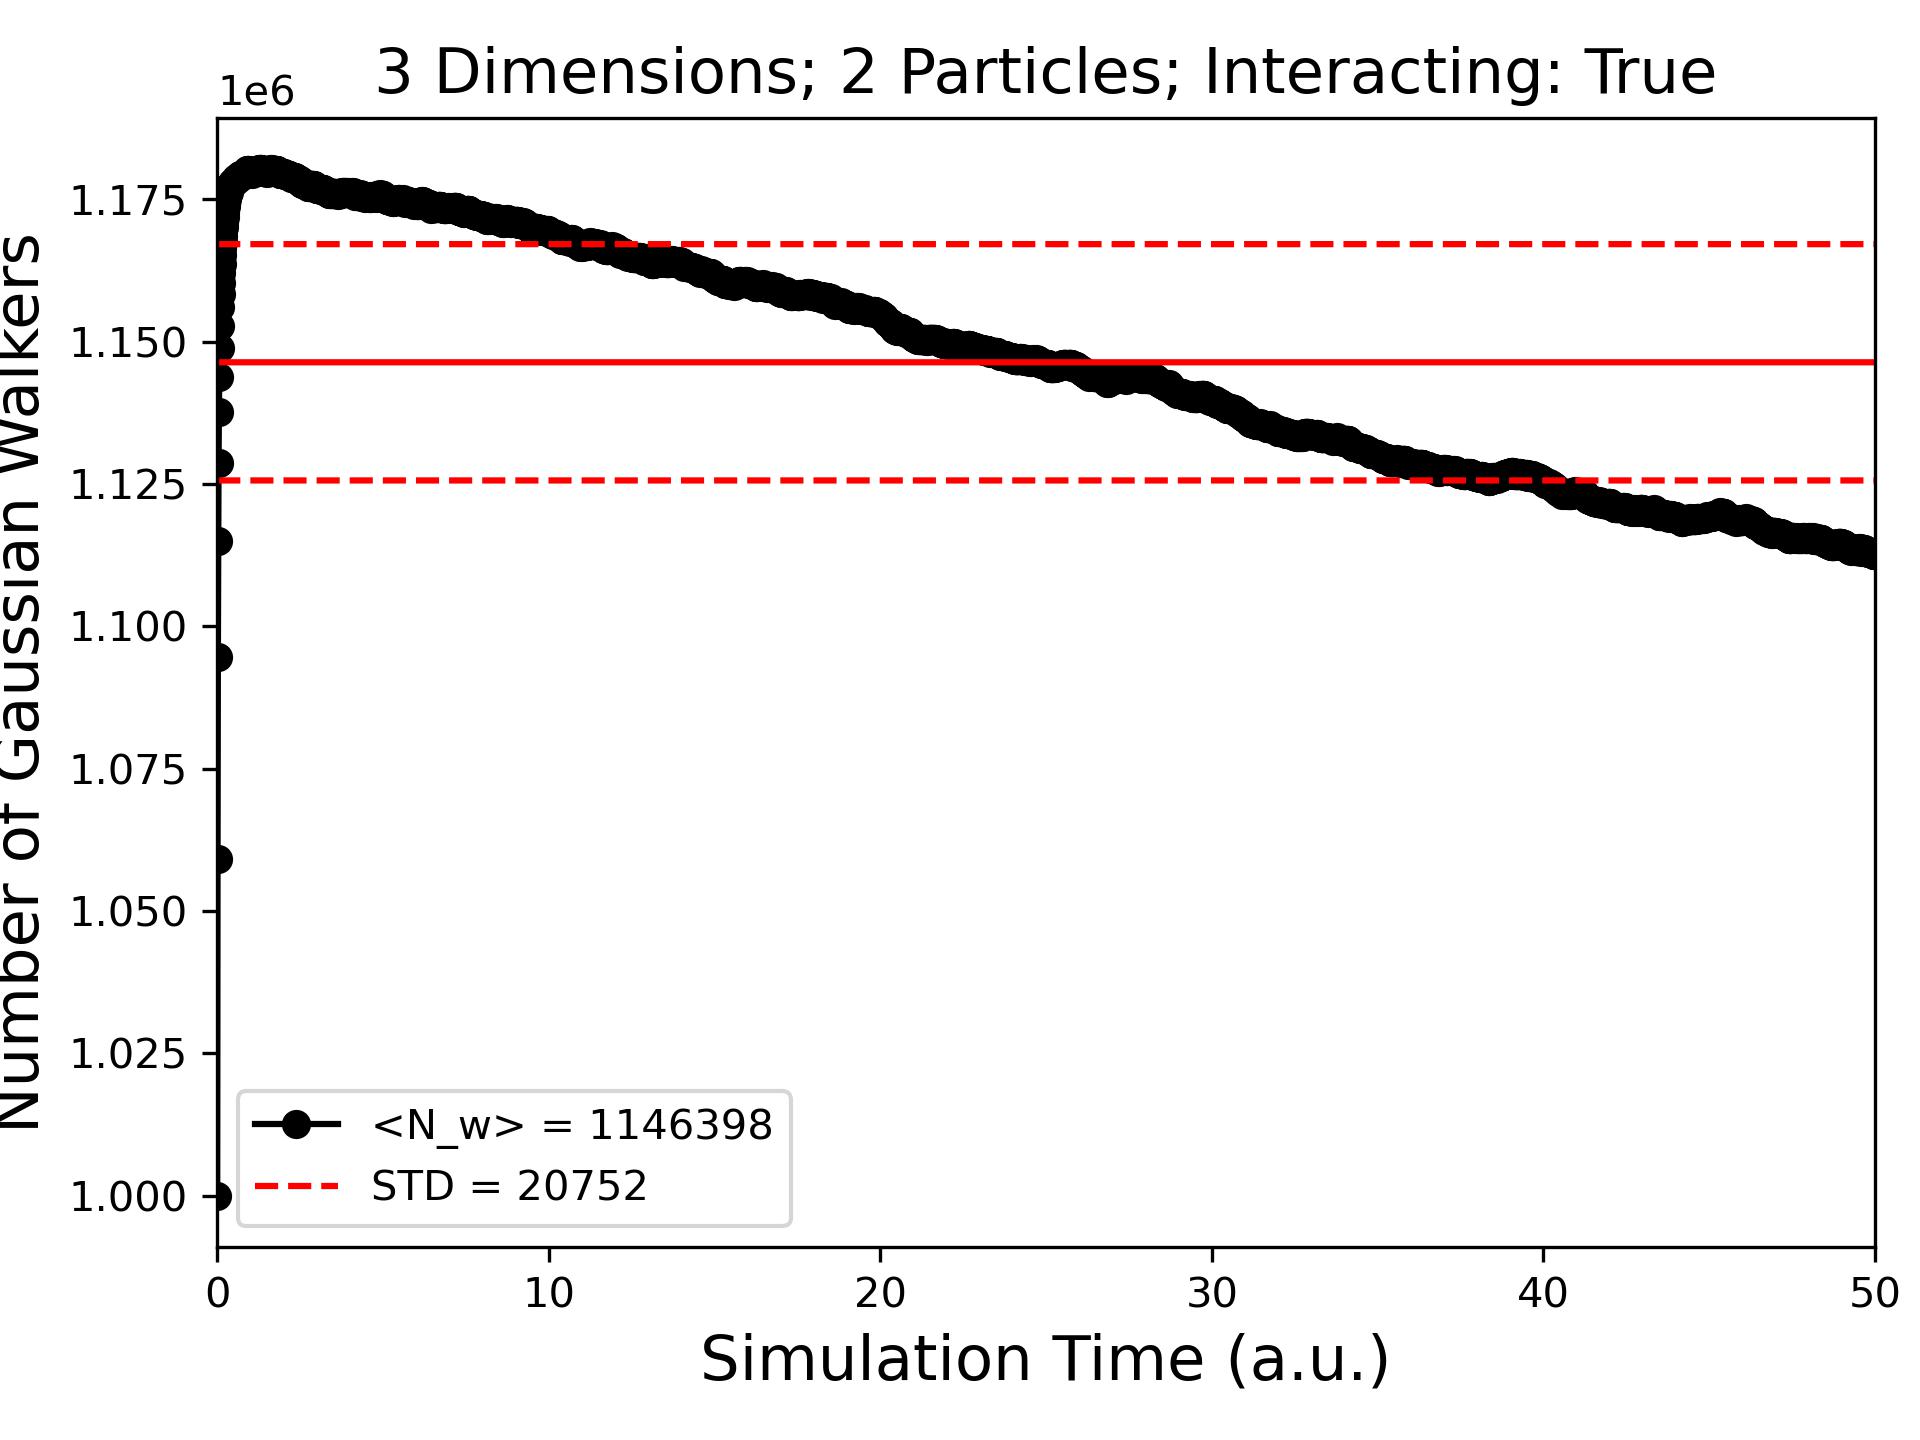 3 Dimensions; 2 Particles; Interacting: True
1e6
Number of Gaussian Walkers
1.175
1.150
1.125
1.100
1.075
1.050
1.025
1.000
<N_w> = 1146398
STD = 20752
0 10 20 30 40 50
Simulation Time (a.u.)